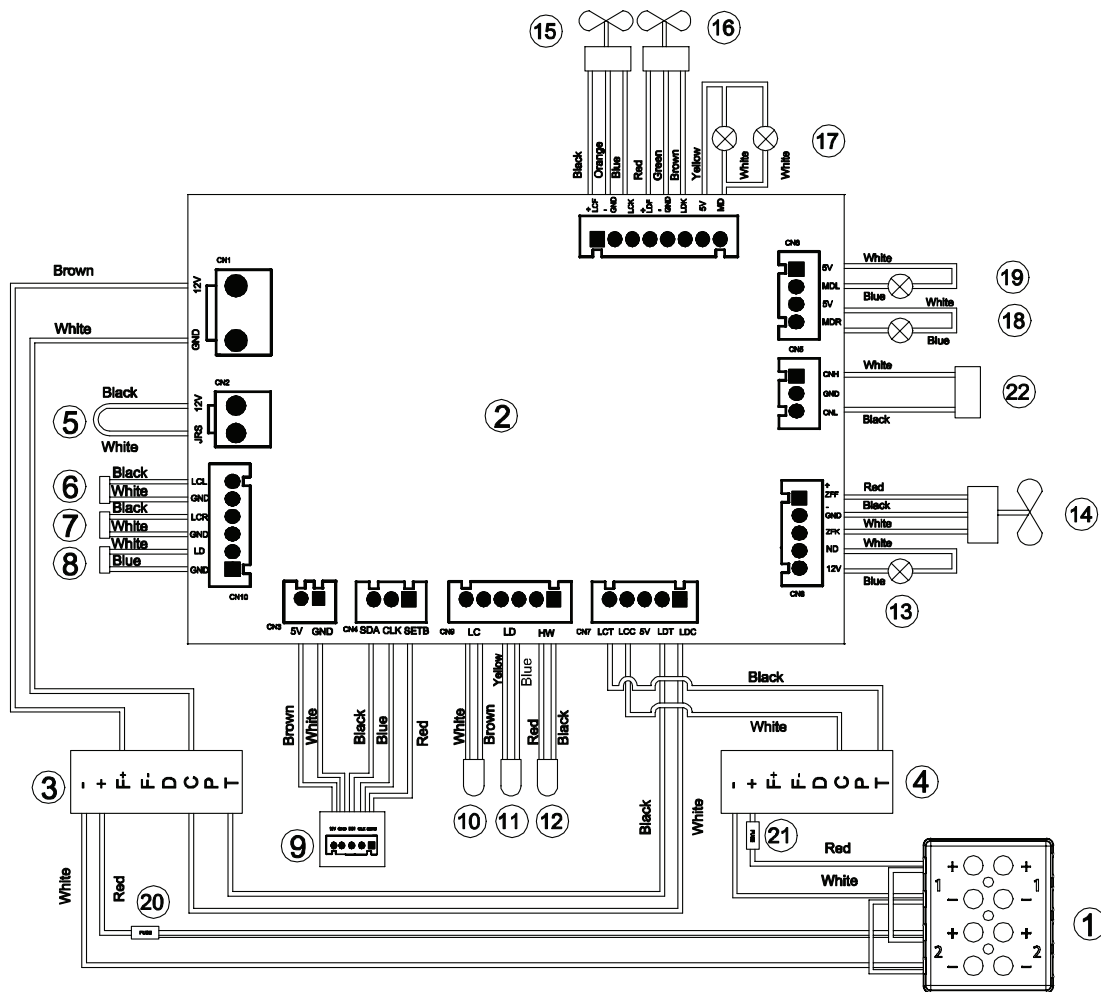 15
16
17
Black
Orange
Blue
Red
Green
Brown
Yellow
White
White
+ LCF
-
GND
LCK
+ LDF
-
GND
LDK
5V
MD
Brown
12V
CN1
White
GND
Black
12V
CN2
5
JRS
White
2
CN6
White
5V
19
MDL
Blue
5V
White
18
MDR
Blue
CN5
White
CNH
GND
22
CNL
Black
6
Black
LCL
White
GND
7
Black
LCR
White
GND
8
White
LD
Blue
GND
CN10
+
ZFF
Red
-
GND
Black
14
ZFK
White
ND
White
12V
Blue
CN8
13
CN3
5V
GND
CN4
SDA
CLK
SETB
CN9
LC
LD
HW
CN7
LCT
LCC
5V
LDT
LDC
Brown
White
Black
Blue
Red
White
Brown
Yellow
Blue
Red
Black
Black
White
Black
White
3
- + F+ F- D C P T
4
- + F+ F- D C P T
9
10
11
12
White
Red
20
FUSE
21
FUSE
Red
White
+ +
1 1
- -
+ +
2 2
- -
1